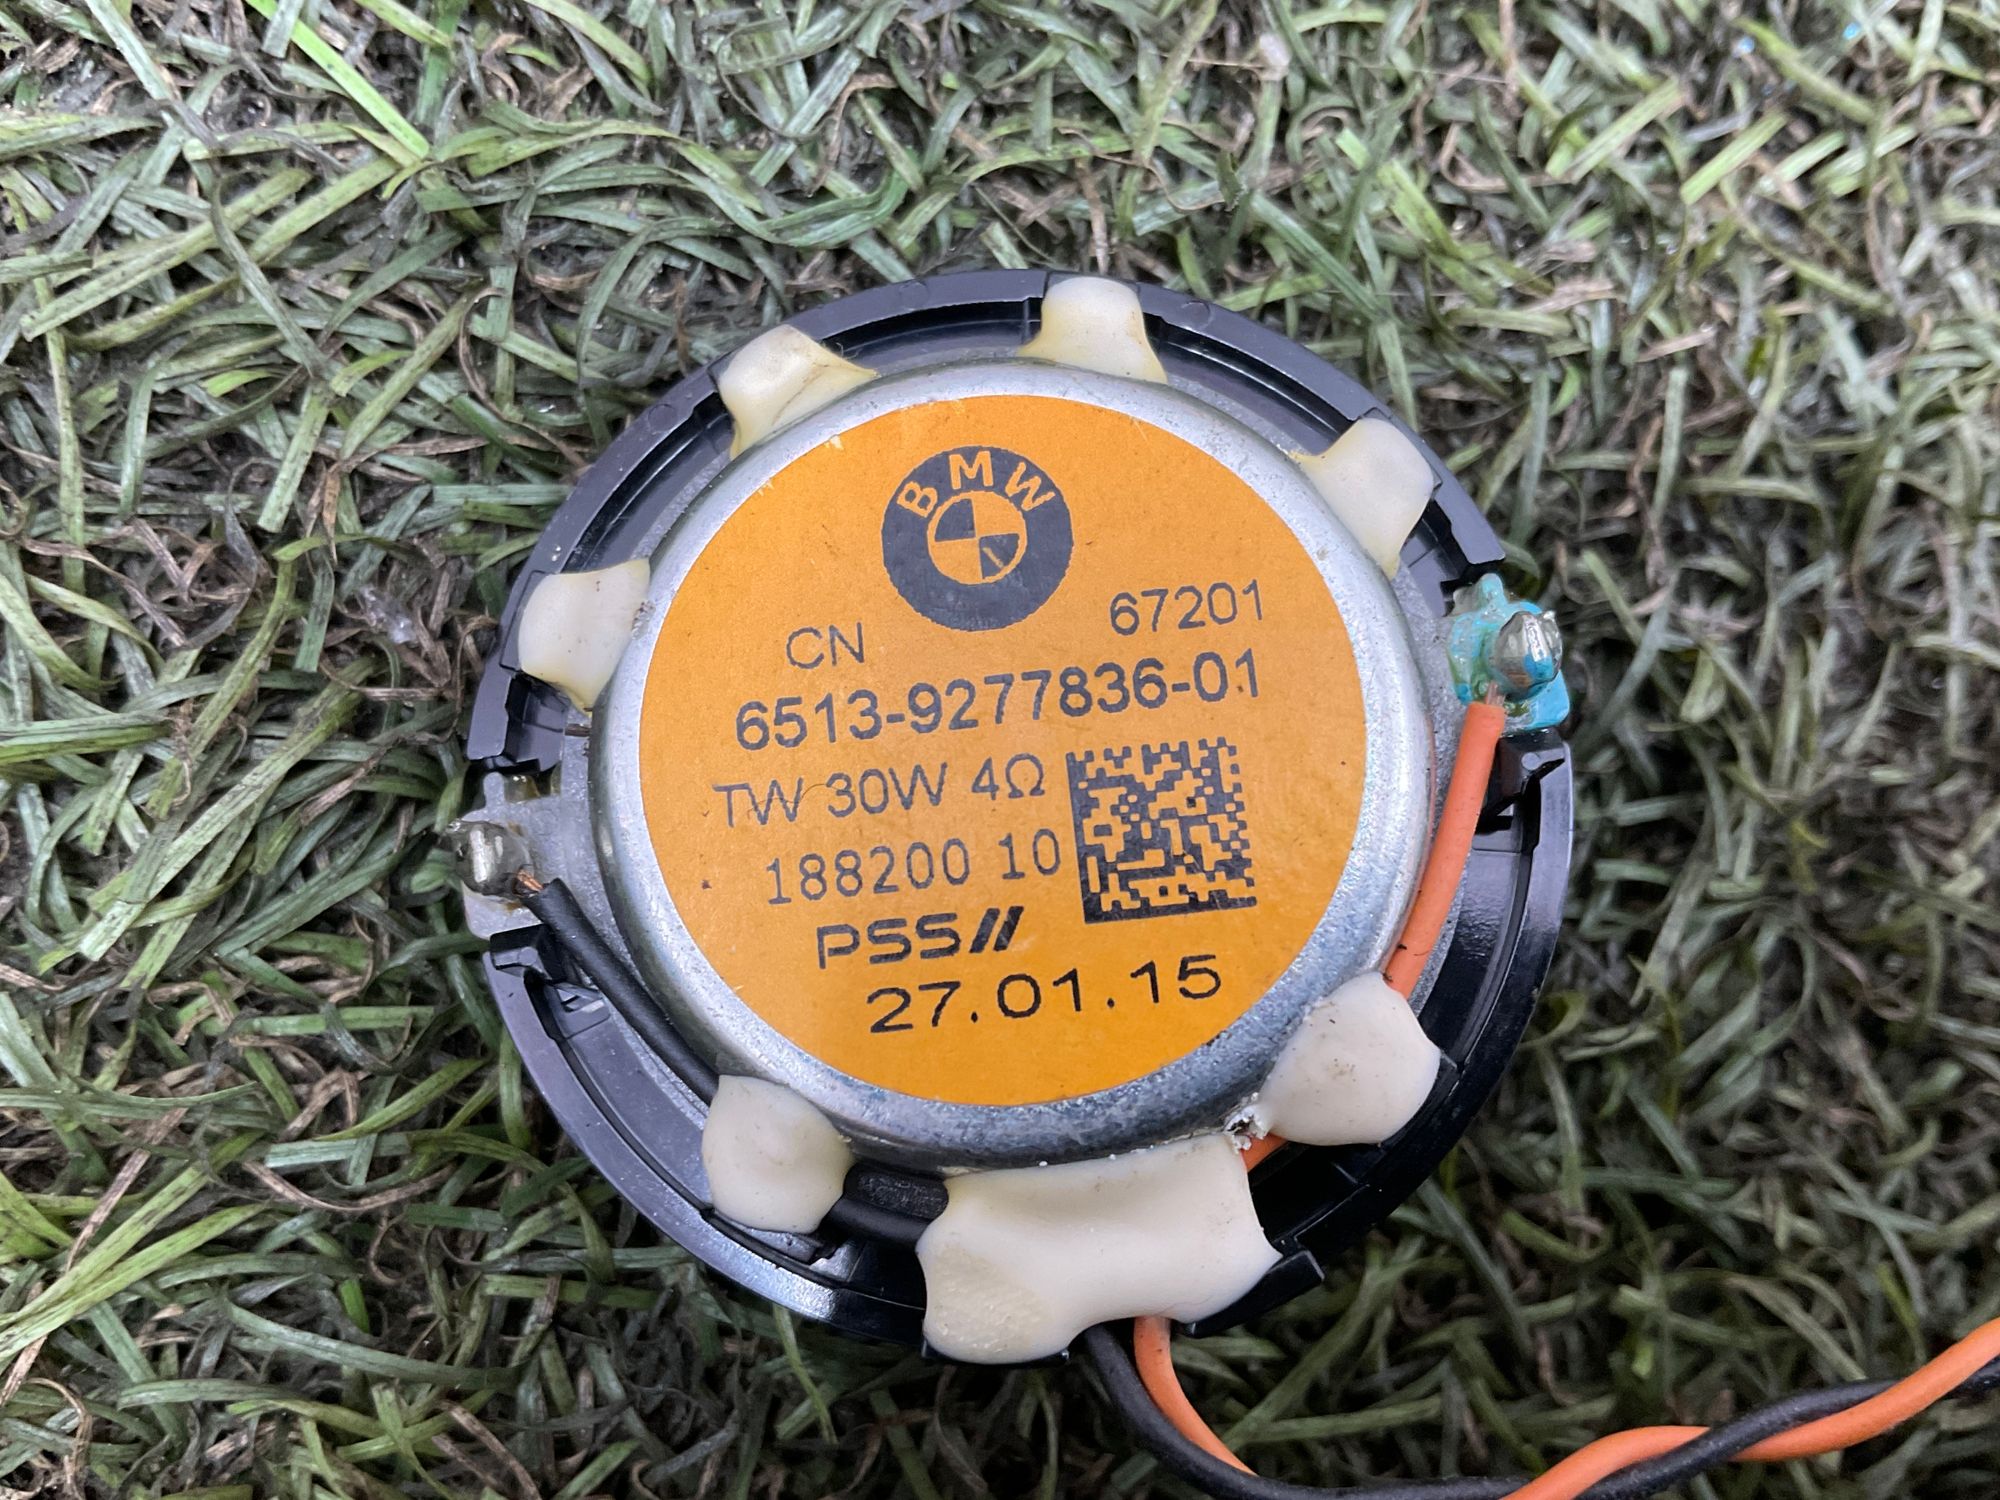 BMW
CN 67201
6513-9277836-01
TW 30W 4Ω
188200 10
PSS//
27.01.15